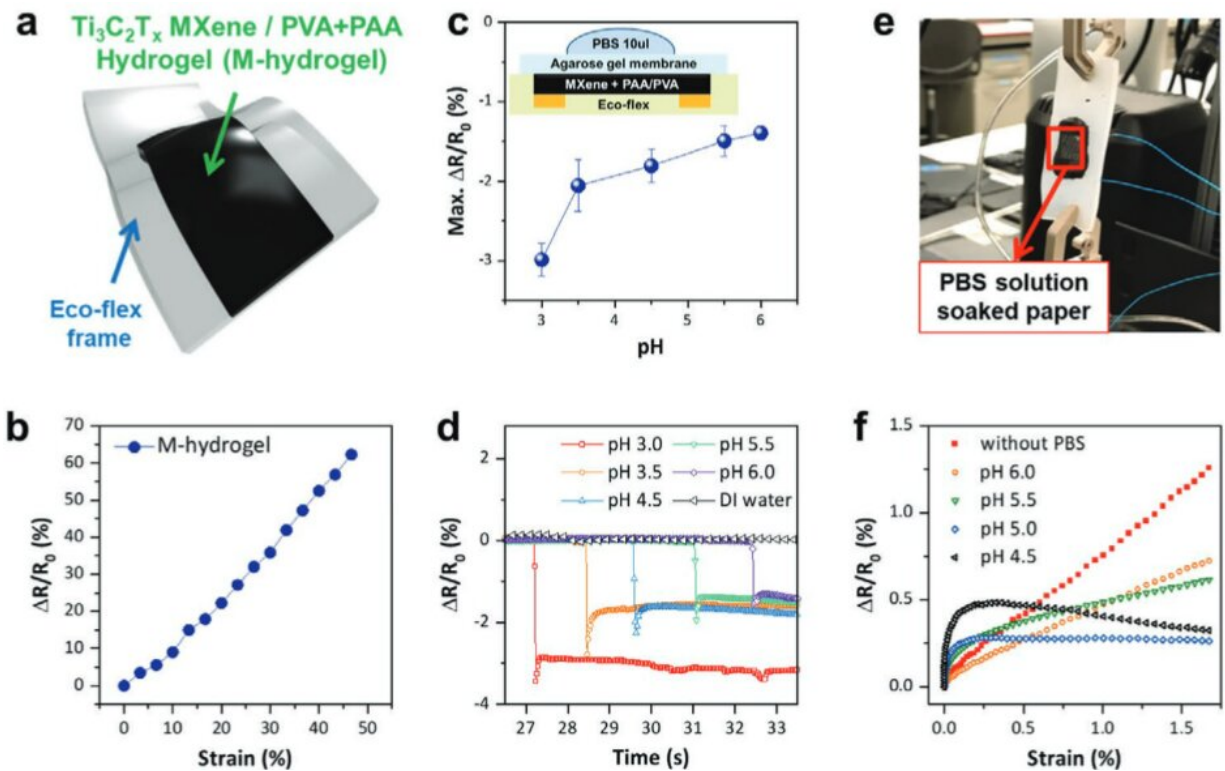 a
Ti₃C₂Tₓ MXene / PVA+PAA
Hydrogel (M-hydrogel)
Eco-flex
frame
c
PBS 10ul
Agarose gel membrane
MXene + PAA/PVA
Eco-flex
Max. ΔR/R₀ (%)
0
-1
-2
-3
3
4
5
6
pH
e
PBS solution
soaked paper
b
M-hydrogel
ΔR/R₀ (%)
70
60
50
40
30
20
10
0
0
10
20
30
40
50
Strain (%)
d
pH 3.0
pH 5.5
pH 3.5
pH 6.0
pH 4.5
DI water
ΔR/R₀ (%)
2
0
-2
-4
27
28
29
30
31
32
33
Time (s)
f
without PBS
pH 6.0
pH 5.5
pH 5.0
pH 4.5
ΔR/R₀ (%)
1.5
1.0
0.5
0.0
0.0
0.5
1.0
1.5
Strain (%)